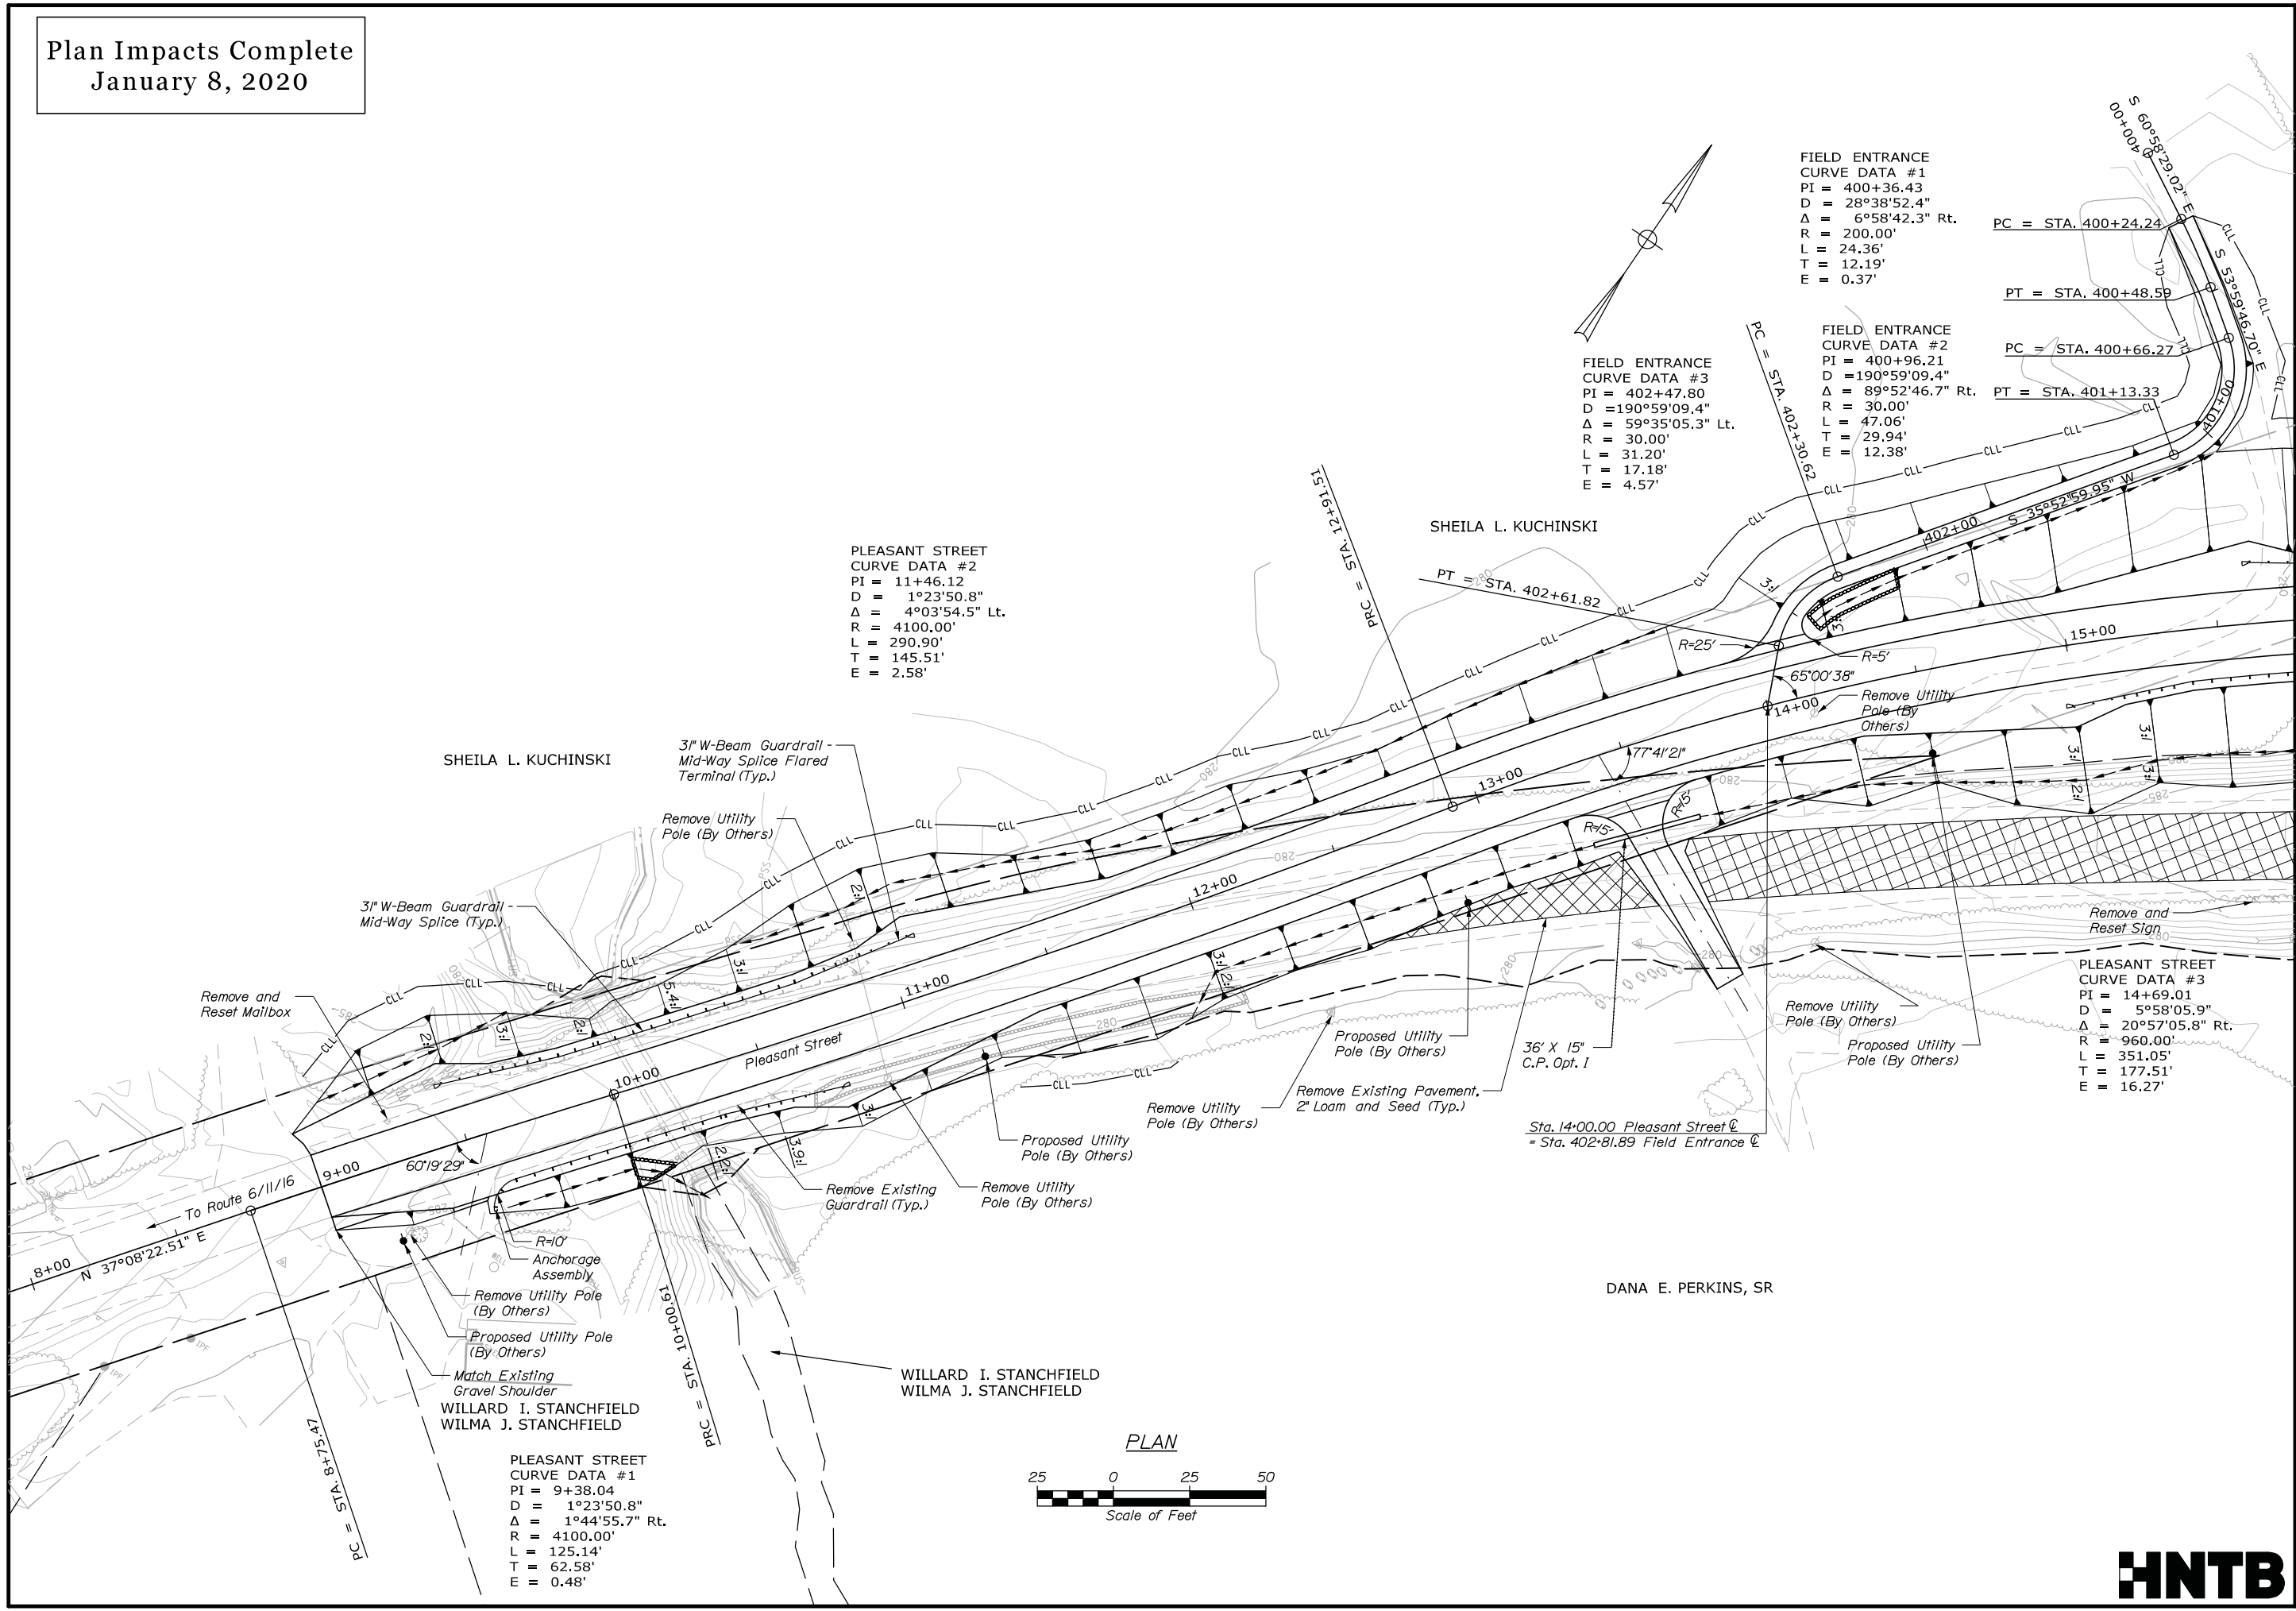 Plan Impacts Complete
January 8, 2020
S 60°58'29.02" E
400+00
FIELD ENTRANCE
CURVE DATA #1
PI = 400+36.43
D = 28°38'52.4"
Δ = 6°58'42.3" Rt.
R = 200.00'
L = 24.36'
T = 12.19'
E = 0.37'
PC = STA. 400+24.24
PT = STA. 400+48.59
PC = STA. 400+66.27
PT = STA. 401+13.33
S 53°59'46.70" E
401+00
FIELD ENTRANCE
CURVE DATA #2
PI = 400+96.21
D =190°59'09.4"
Δ = 89°52'46.7" Rt.
R = 30.00'
L = 47.06'
T = 29.94'
E = 12.38'
FIELD ENTRANCE
CURVE DATA #3
PI = 402+47.80
D =190°59'09.4"
Δ = 59°35'05.3" Lt.
R = 30.00'
L = 31.20'
T = 17.18'
E = 4.57'
PC = STA. 402+30.62
S 35°52'59.95" W
402+00
PRC = STA. 12+91.51
SHEILA L. KUCHINSKI
PT = STA. 402+61.82
PLEASANT STREET
CURVE DATA #2
PI = 11+46.12
D = 1°23'50.8"
Δ = 4°03'54.5" Lt.
R = 4100.00'
L = 290.90'
T = 145.51'
E = 2.58'
R=25'
R=5'
65°00'38"
15+00
14+00
Remove Utility
Pole (By
Others)
SHEILA L. KUCHINSKI
31" W-Beam Guardrail -
Mid-Way Splice Flared
Terminal (Typ.)
77°41'21"
13+00
Remove Utility
Pole (By Others)
R=15'
R=15'
12+00
31" W-Beam Guardrail -
Mid-Way Splice (Typ.)
Remove and
Reset Sign
Remove and
Reset Mailbox
11+00
Pleasant Street
10+00
PLEASANT STREET
CURVE DATA #3
PI = 14+69.01
D = 5°58'05.9"
Δ = 20°57'05.8" Rt.
R = 960.00'
L = 351.05'
T = 177.51'
E = 16.27'
Remove Utility
Pole (By Others)
Proposed Utility
Pole (By Others)
Proposed Utility
Pole (By Others)
36' X 15"
C.P. Opt. I
Remove Existing Pavement,
2" Loam and Seed (Typ.)
Remove Utility
Pole (By Others)
Sta. 14+00.00 Pleasant Street ℄
= Sta. 402+81.89 Field Entrance ℄
Proposed Utility
Pole (By Others)
Remove Utility
Pole (By Others)
Remove Existing
Guardrail (Typ.)
60°19'29"
9+00
To Route 6/11/16
8+00
N 37°08'22.51" E
R=10'
Anchorage
Assembly
Remove Utility Pole
(By Others)
Proposed Utility Pole
(By Others)
Match Existing
Gravel Shoulder
WILLARD I. STANCHFIELD
WILMA J. STANCHFIELD
DANA E. PERKINS, SR
WILLARD I. STANCHFIELD
WILMA J. STANCHFIELD
PC = STA. 8+75.47
PRC = STA. 10+00.61
PLEASANT STREET
CURVE DATA #1
PI = 9+38.04
D = 1°23'50.8"
Δ = 1°44'55.7" Rt.
R = 4100.00'
L = 125.14'
T = 62.58'
E = 0.48'
PLAN
25 0 25 50
Scale of Feet
HNTB